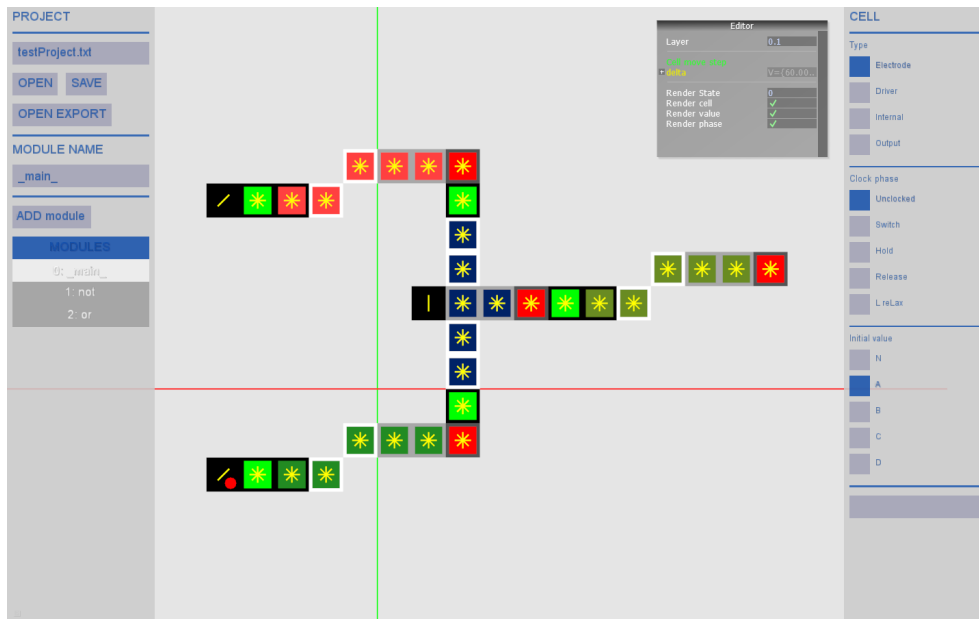 PROJECT
testProject.txt
OPEN SAVE
OPEN EXPORT
MODULE NAME
_main_
ADD module
MODULES
0: _main_
1: not
2: or
Editor
Layer 0.1
delta V={60.00..
Render State 0
Render cell
Render value
Render phase
CELL
Type
Electrode
Driver
Internal
Output
Clock phase
Unclocked
Switch
Hold
Release
L reLax
Initial value
N
A
B
C
D